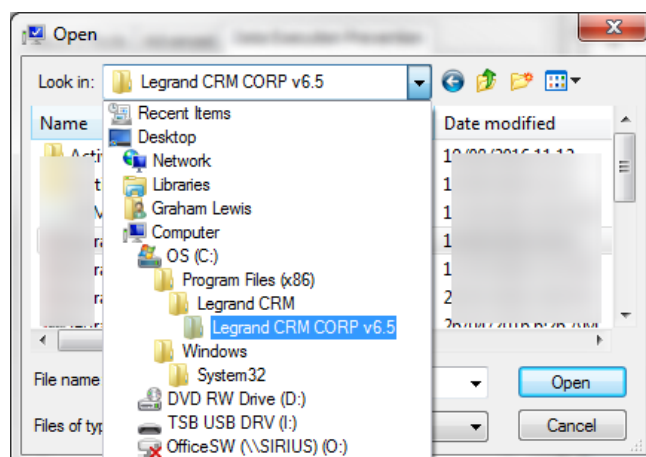 Open
Look in: Legrand CRM CORP v6.5
Recent Items
Name Date modified
Desktop
Network
Libraries
Graham Lewis
Computer
OS (C:)
Program Files (x86)
Legrand CRM
Legrand CRM CORP v6.5
Windows
File name Open
System32
DVD RW Drive (D:)
TSB USB DRV (I:)
Files of typ Cancel
OfficeSW (\\SIRIUS) (O:)